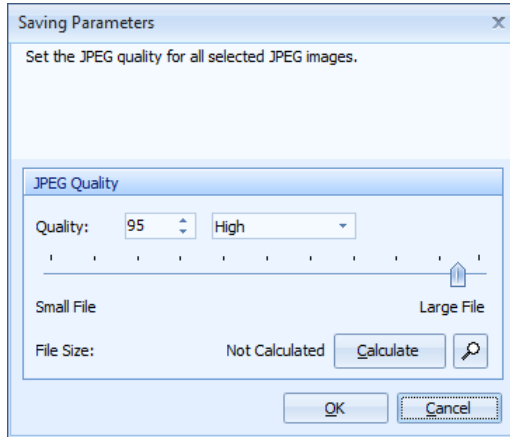 Saving Parameters
Set the JPEG quality for all selected JPEG images.
JPEG Quality
Quality: 95 High
Small File Large File
File Size: Not Calculated Calculate
OK Cancel